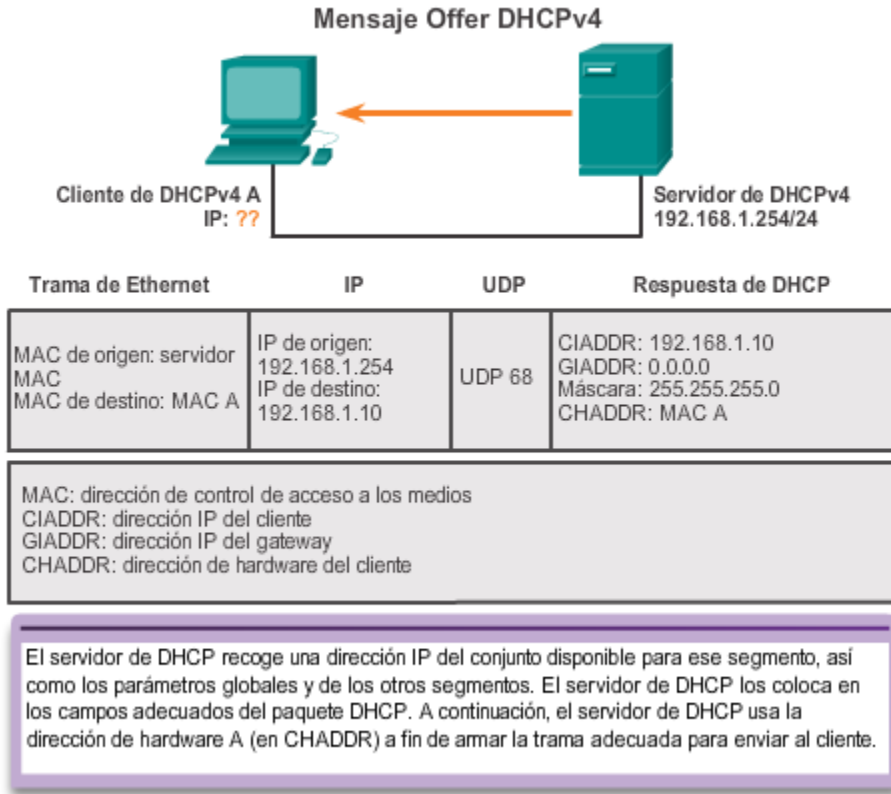 Mensaje Offer DHCPv4
Cliente de DHCPv4 A
IP: ??
Servidor de DHCPv4
192.168.1.254/24
Trama de Ethernet
IP
UDP
Respuesta de DHCP
MAC de origen: servidor
MAC
MAC de destino: MAC A
IP de origen:
192.168.1.254
IP de destino:
192.168.1.10
UDP 68
CIADDR: 192.168.1.10
GIADDR: 0.0.0.0
Máscara: 255.255.255.0
CHADDR: MAC A
MAC: dirección de control de acceso a los medios
CIADDR: dirección IP del cliente
GIADDR: dirección IP del gateway
CHADDR: dirección de hardware del cliente
El servidor de DHCP recoge una dirección IP del conjunto disponible para ese segmento, así
como los parámetros globales y de los otros segmentos. El servidor de DHCP los coloca en
los campos adecuados del paquete DHCP. A continuación, el servidor de DHCP usa la
dirección de hardware A (en CHADDR) a fin de armar la trama adecuada para enviar al cliente.